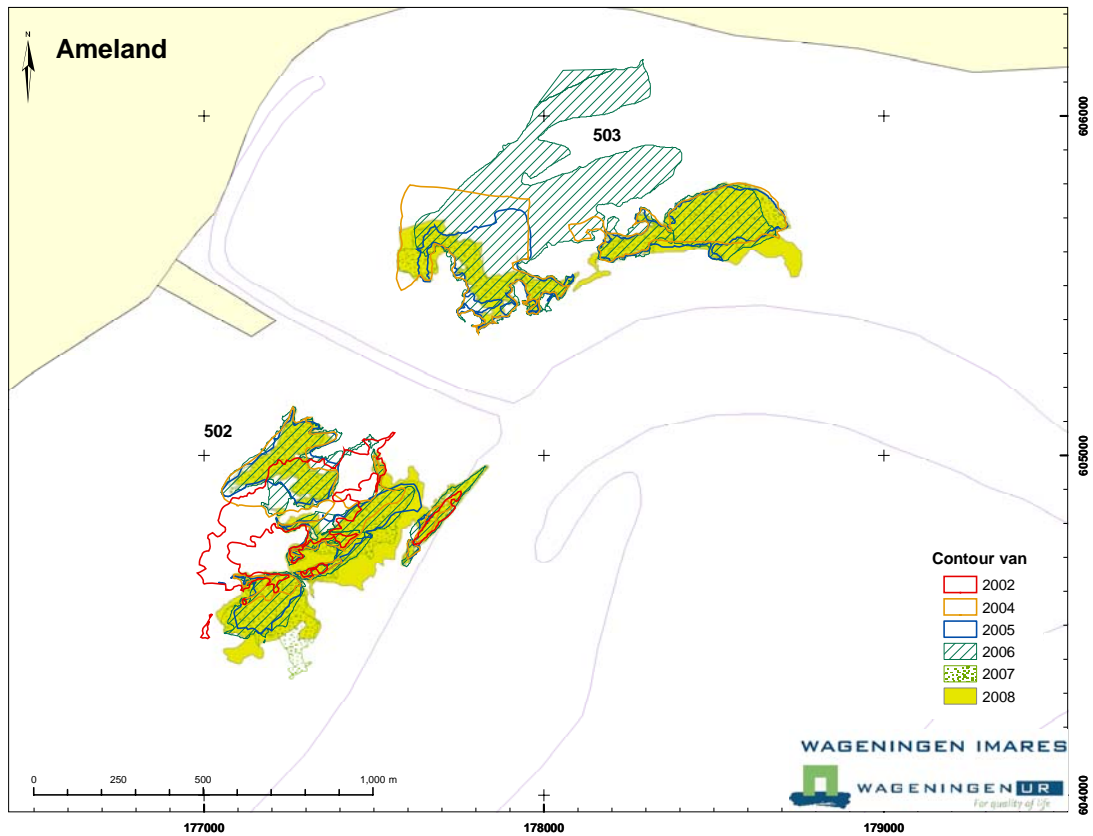 N
Ameland
606000
503
502
605000
Contour van
2002
2004
2005
2006
2007
2008
WAGENINGEN IMARES
WAGENINGEN UR
For quality of life
0 250 500 1,000 m
604000
177000 178000 179000